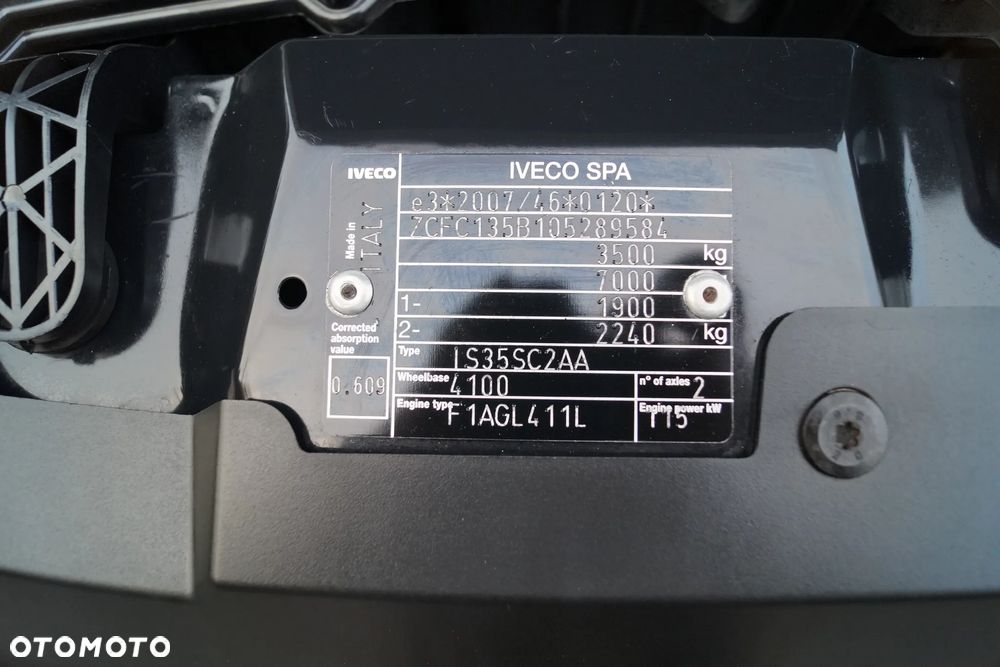 IVECO IVECO SPA
e3*2007/46*0120*
ZCFC135B105289584
Made in ITALY
3500 kg
7000
1- 1900
2- 2240 kg
Corrected absorption value
0.609
Type IS35SC2AA
Wheelbase 4100 n° of axles 2
Engine type F1AGL411L Engine power kW 115
OTOMOTO